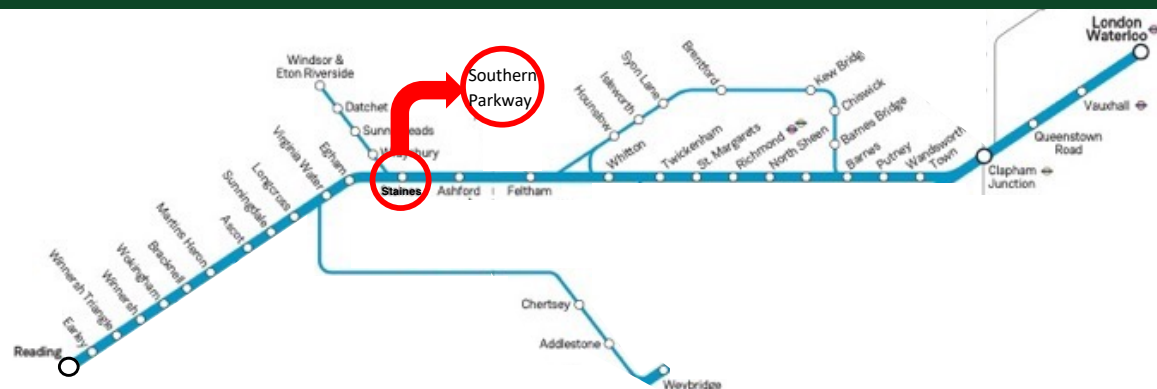 London
Waterloo
Windsor &
Eton Riverside
Southern
Parkway
Brentford
Kew Bridg
Syon Lane
Isleworth
Hounslow
Chiswick
Barnes Bridge
Datchet
Vauxhall
Queenstown
Road
Clapham
Junction
Virginia Water
Egham
Staines
Ashford
Feltham
Whitton
Twickenham
St. Margarets
Richmond
North Sheen
Barnes
Putney
Wandsworth
Town
Longcross
Sunningdale
Ascot
Martins Heron
Bracknell
Wokingham
Winnersh
Winnersh Triangle
Earley
Reading
Chertsey
Addlestone
Weybridge